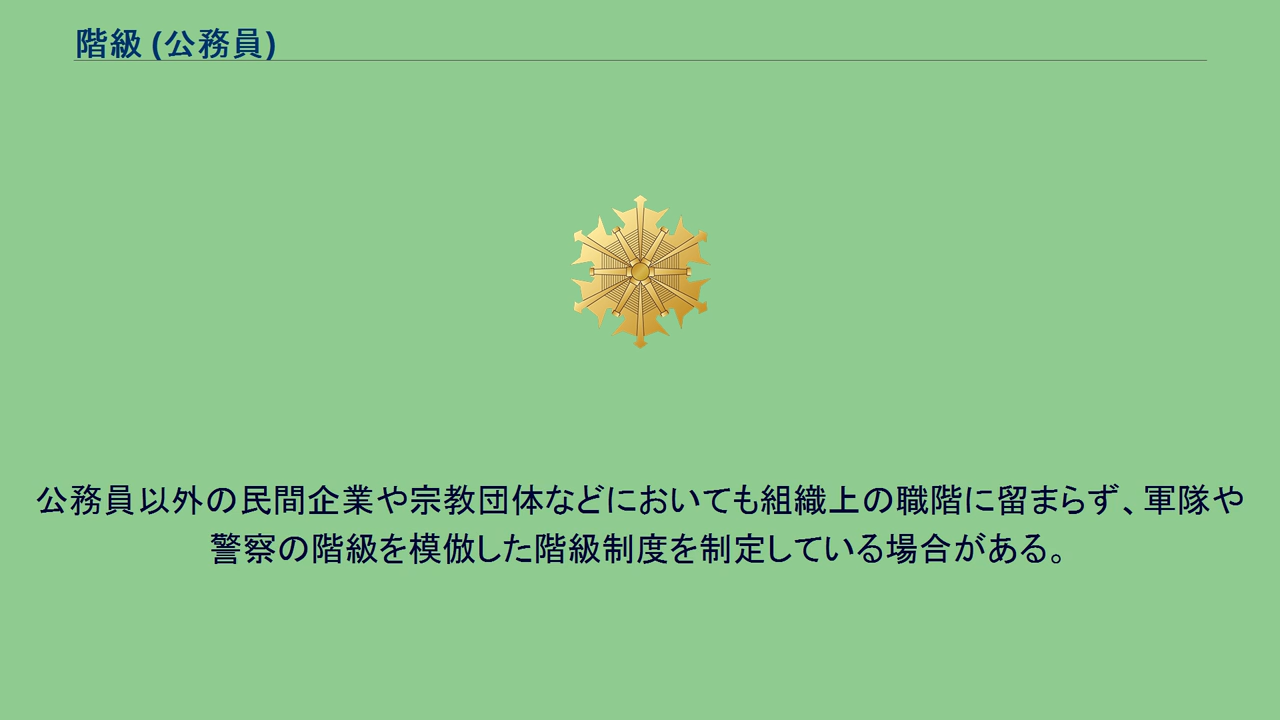 階級 (公務員)
公務員以外の民間企業や宗教団体などにおいても組織上の職階に留まらず、軍隊や
警察の階級を模倣した階級制度を制定している場合がある。